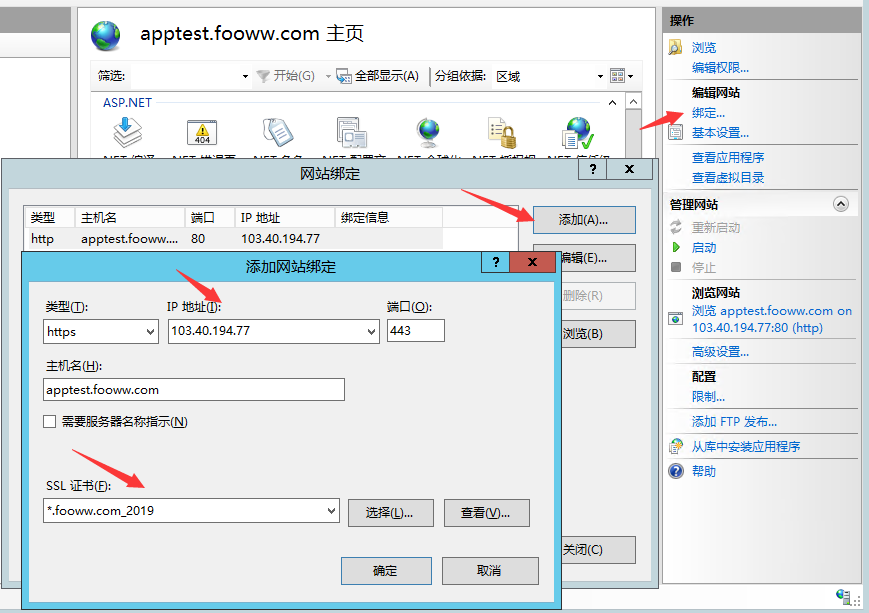 apptest.fooww.com 主页
筛选:
开始(G)
全部显示(A)
分组依据:
区域
ASP.NET
404
网站绑定
?
x
类型
主机名
端口
IP 地址
绑定信息
http
apptest.fooww....
80
103.40.194.77
添加(A)...
编辑(E)...
删除(R)
浏览(B)
关闭(C)
添加网站绑定
?
x
类型(T):
IP 地址(I):
端口(O):
https
103.40.194.77
443
主机名(H):
apptest.fooww.com
需要服务器名称指示(N)
SSL 证书(F):
*.fooww.com_2019
选择(L)...
查看(V)...
确定
取消
操作
浏览
编辑权限...
编辑网站
绑定...
基本设置...
查看应用程序
查看虚拟目录
管理网站
重新启动
启动
停止
浏览网站
浏览 apptest.fooww.com on
103.40.194.77:80 (http)
高级设置...
配置
限制...
添加 FTP 发布...
从库中安装应用程序
?
帮助